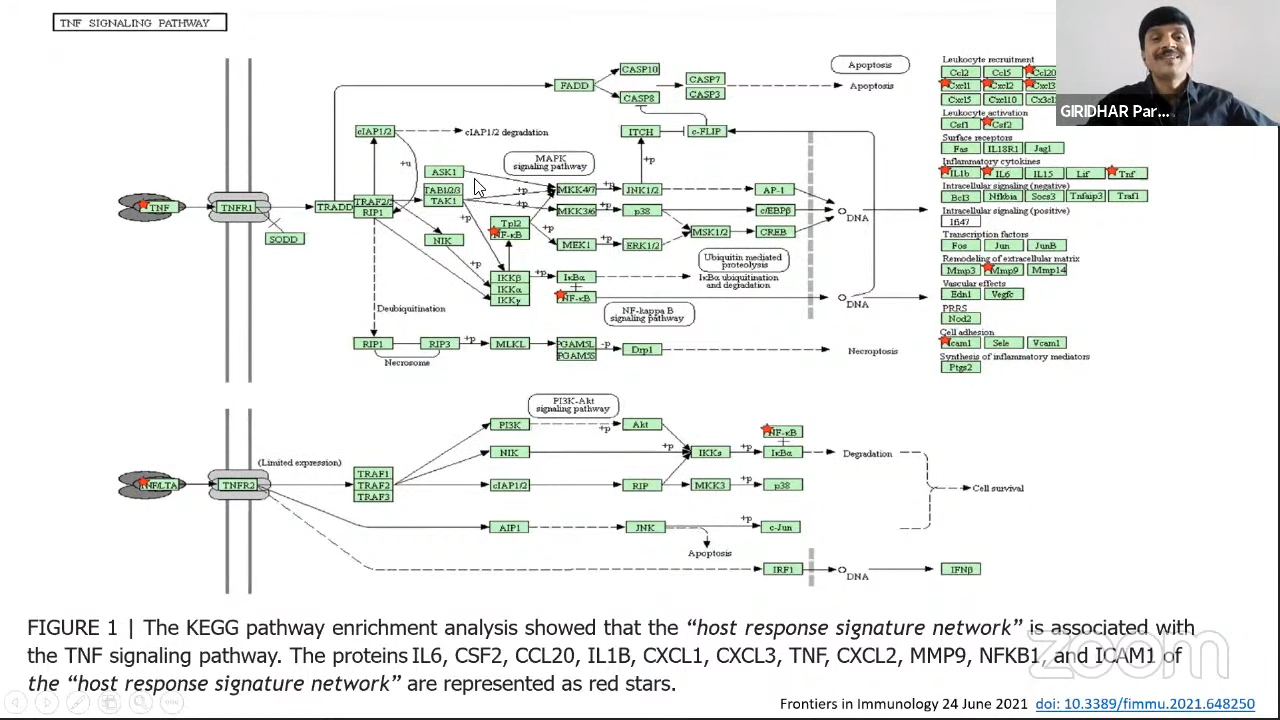 TNF SIGNALING PATHWAY
Apoptosis
FADD
CASP10
CASP8
CASP7
CASP3
Apoptosis
cIAP1/2
cIAP1/2 degradation
ITCH
c-FLIP
+u
+p
ASK1
MAPK
signaling pathway
TAB1/2/3
TAK1
+p
MKK4/7
+p
JNK1/2
AP-1
TNF
TNFR1
TRADD
TRAF2/5
RIP1
+p
MKK3/6
+p
p38
c/EBPβ
DNA
SODD
NIK
+p
Tpl2
NF-κB
+p
MEK1
ERK1/2
MSK1/2
CREB
+p
IKKβ
IKKα
IKKγ
+p
IκBα
NF-κB
Ubiquitin mediated
proteolysis
IκBα ubiquitination
and degradation
DNA
NF-kappa B
signaling pathway
Deubiquitination
RIP1
RIP3
+p
MLKL
PGAM5L
PGAM5S
+p
Drp1
Necroptosis
Necrosome
Leukocyte recruitment
Ccl2 Ccl5 Ccl20
Cxcl1 Cxcl2 Cxcl3
Cxcl5 Cxcl10
Leukocyte activation
Csf1 Csf2
Surface receptors
Fas IL18R1 Jag1
Inflammatory cytokines
IL1b IL6 IL15 Lif Tnf
Intracellular signaling (negative)
Bcl3 Nfkbia Socs3 Tnfaip3 Traf1
Intracellular signaling (positive)
Ifi47
Transcription factors
Fos Jun JunB
Remodeling of extracellular matrix
Mmp3 Mmp9 Mmp14
Vascular effects
Edn1 Vegfc
PRRS
Nod2
Cell adhesion
Icam1 Sele Vcam1
Synthesis of inflammatory mediators
Ptgs2
GIRIDHAR Par...
PI3K-Akt
signaling pathway
PI3K
+p
Akt
NF-κB
(Limited expression)
NIK
+p
IKKs
+p
IκBα
Degradation
TNF/LTA
TNFR2
TRAF1
TRAF2
TRAF3
cIAP1/2
RIP
MKK3
+p
p38
Cell survival
AIP1
JNK
+p
c-Jun
Apoptosis
IRF1
DNA
IFNβ
FIGURE 1 | The KEGG pathway enrichment analysis showed that the “host response signature network” is associated with
the TNF signaling pathway. The proteins IL6, CSF2, CCL20, IL1B, CXCL1, CXCL3, TNF, CXCL2, MMP9, NFKB1, and ICAM1 of
the “host response signature network” are represented as red stars.
zoom
Frontiers in Immunology 24 June 2021 doi: 10.3389/fimmu.2021.648250